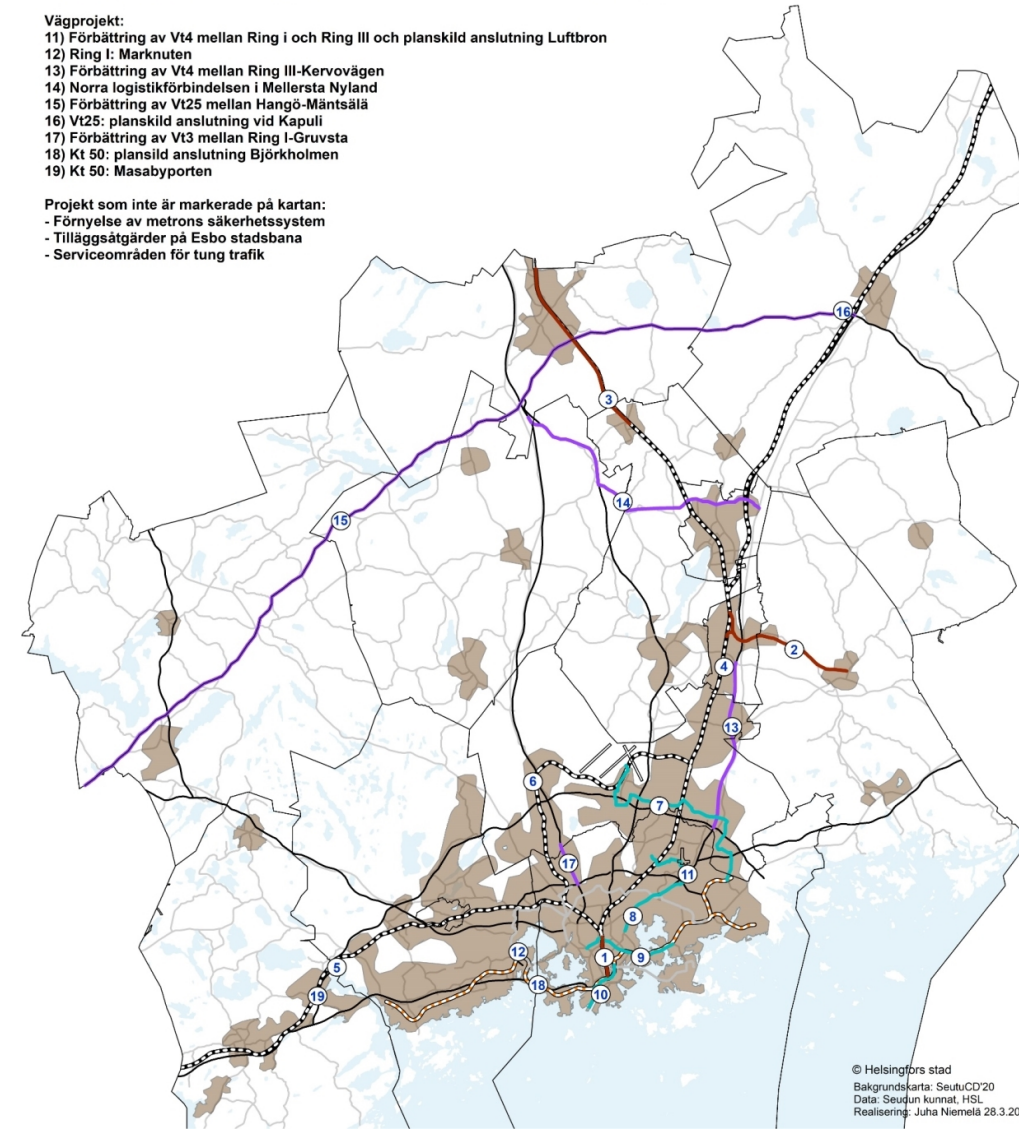 Vägprojekt:
11) Förbättring av Vt4 mellan Ring i och Ring III och planskild anslutning Luftbron
12) Ring I: Marknuten
13) Förbättring av Vt4 mellan Ring III-Kervovägen
14) Norra logistikförbindelsen i Mellersta Nyland
15) Förbättring av Vt25 mellan Hangö-Mäntsälä
16) Vt25: planskild anslutning vid Kapuli
17) Förbättring av Vt3 mellan Ring I-Gruvsta
18) Kt 50: plansild anslutning Björkholmen
19) Kt 50: Masabyporten
Projekt som inte är markerade på kartan:
- Förnyelse av metrons säkerhetssystem
- Tilläggsåtgärder på Esbo stadsbana
- Serviceområden för tung trafik
16
3
14
15
2
4
13
6
7
17
11
8
12
1
9
5
18
10
19
© Helsingfors stad
Bakgrundskarta: SeutuCD'20
Data: Seudun kunnat, HSL
Realisering: Juha Niemelä 28.3.20